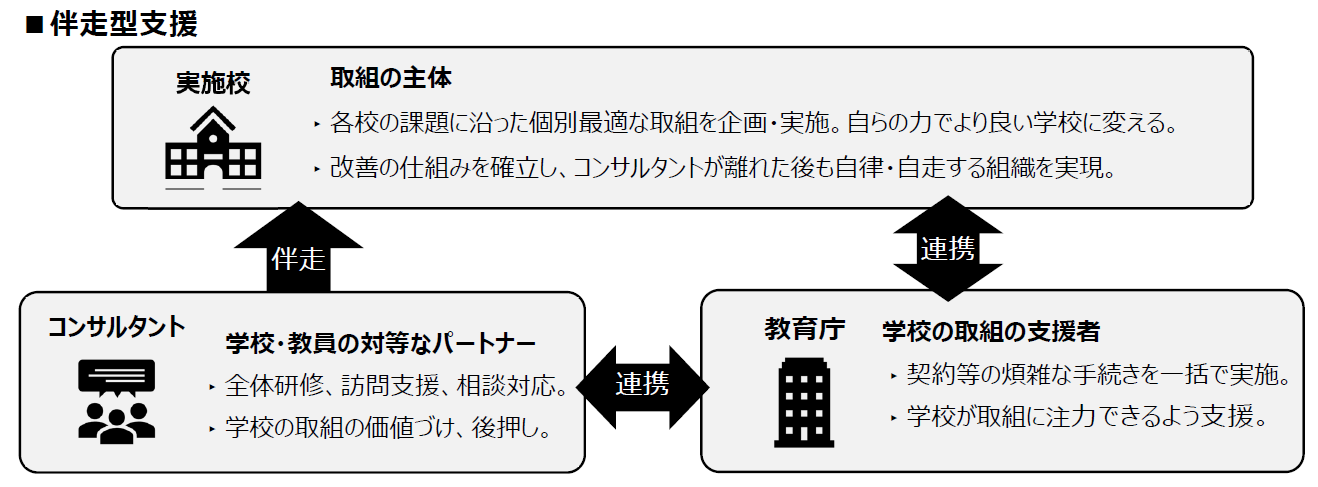 ■伴走型支援
実施校
取組の主体
‣ 各校の課題に沿った個別最適な取組を企画・実施。自らの力でより良い学校に変える。
‣ 改善の仕組みを確立し、コンサルタントが離れた後も自律・自走する組織を実現。
伴走
連携
コンサルタント
学校・教員の対等なパートナー
‣ 全体研修、訪問支援、相談対応。
‣ 学校の取組の価値づけ、後押し。
連携
教育庁
学校の取組の支援者
‣ 契約等の煩雑な手続きを一括で実施。
‣ 学校が取組に注力できるよう支援。